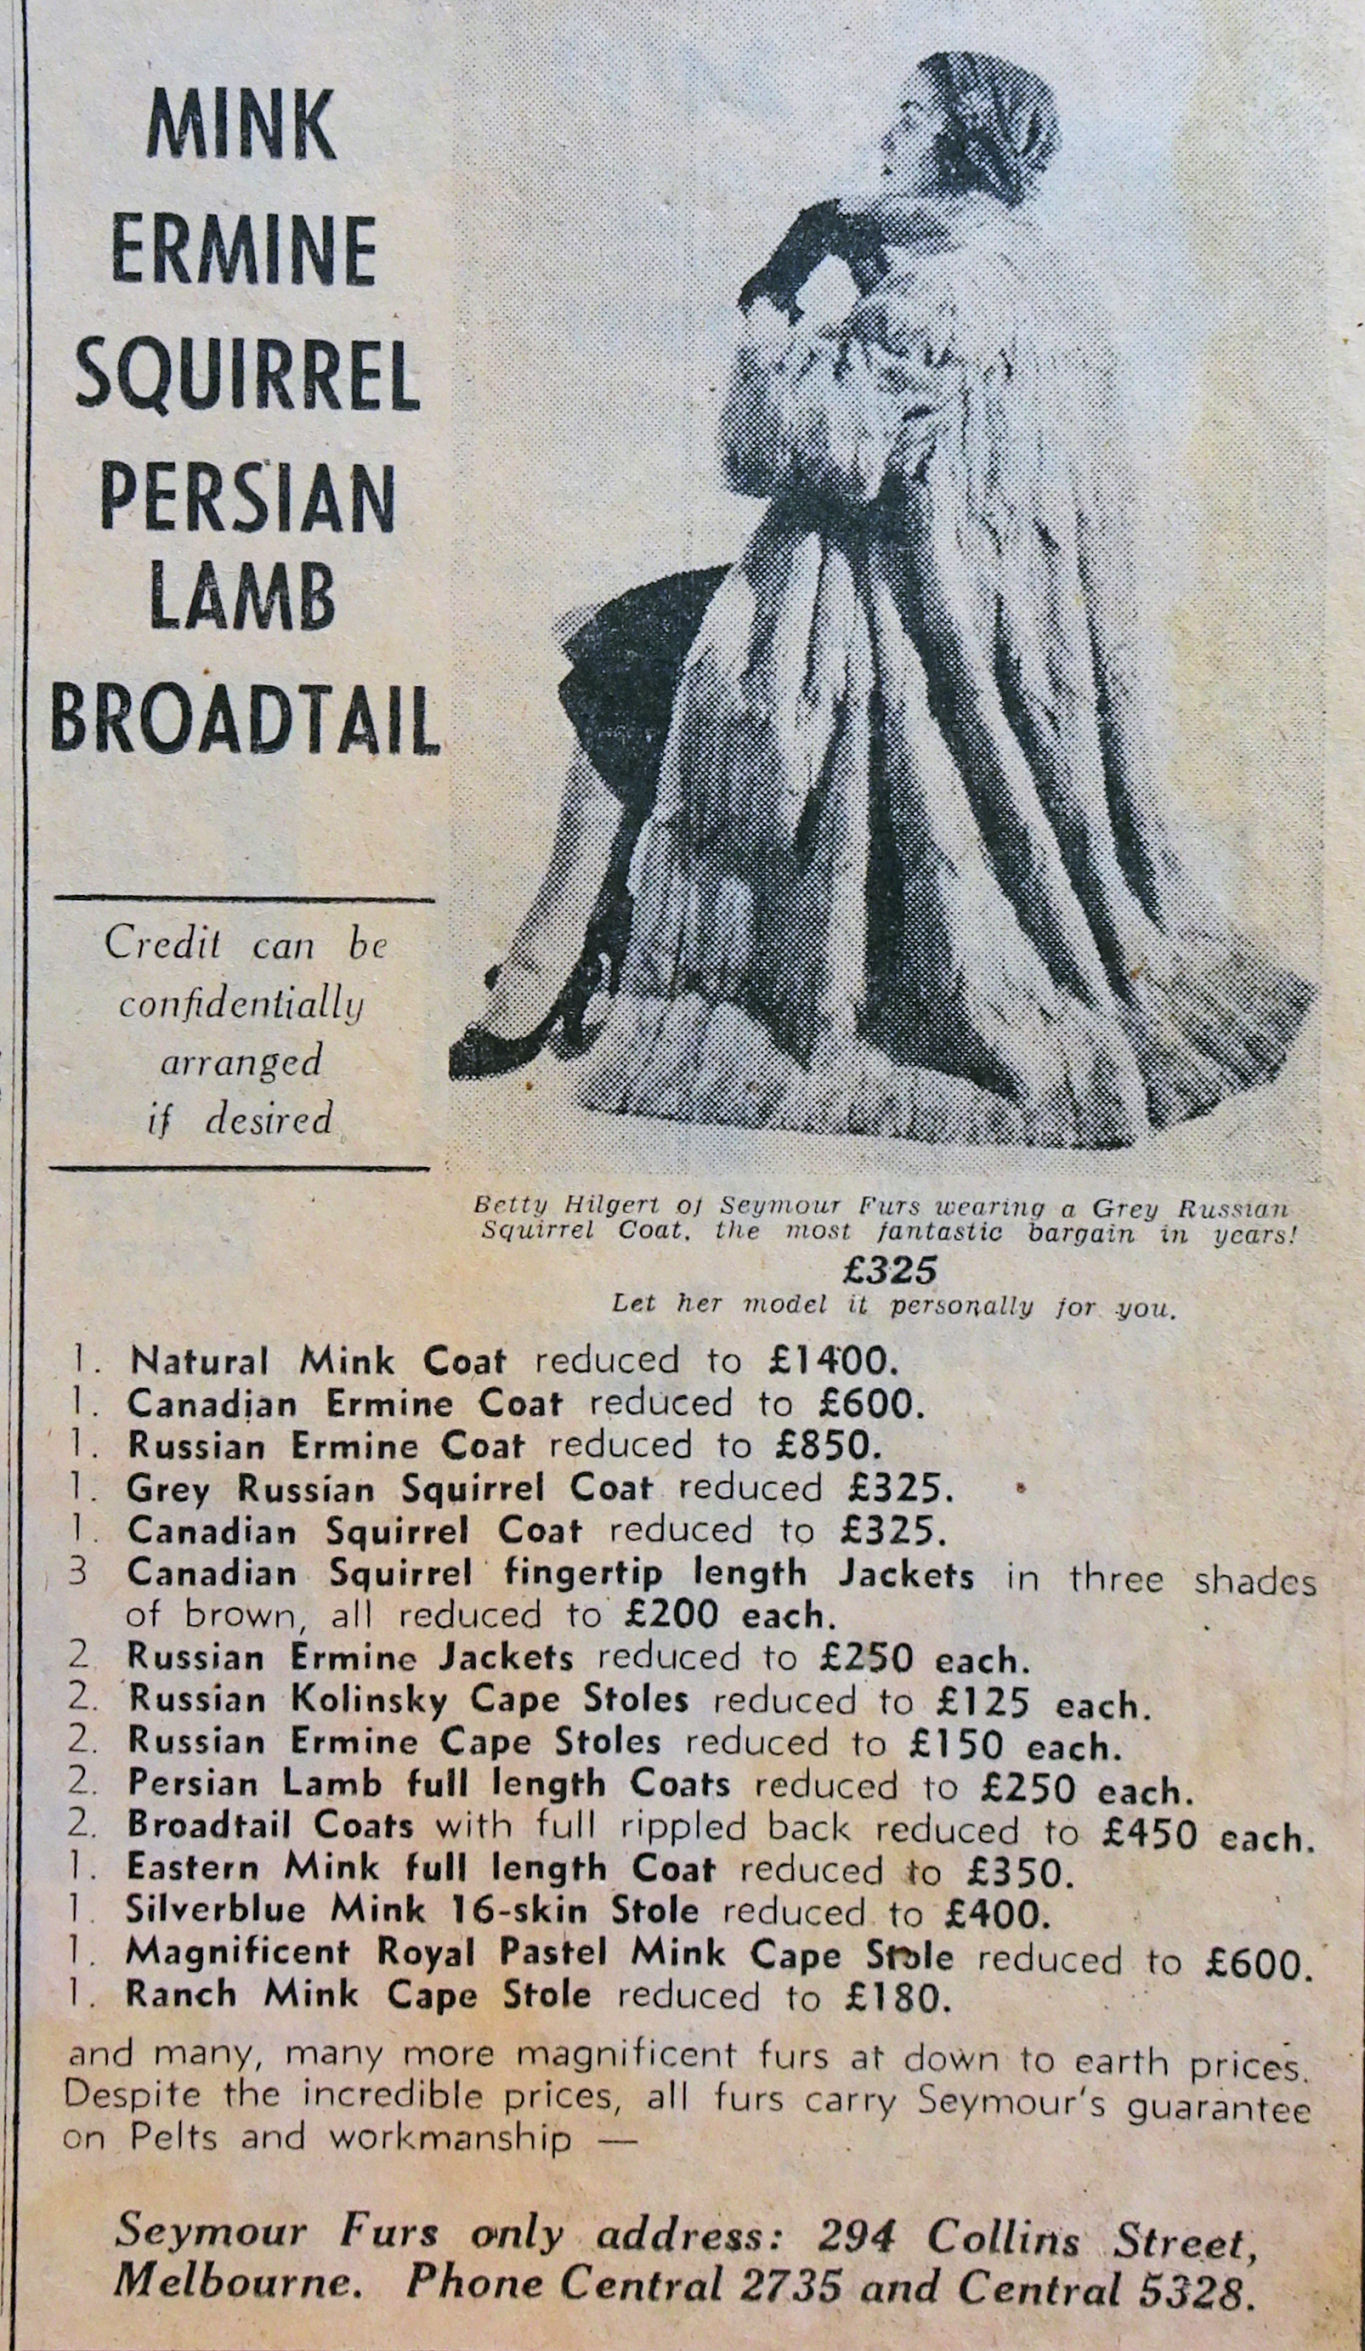 MINK
ERMINE
SQUIRREL
PERSIAN
LAMB
BROADTAIL
Credit can be
confidentially
arranged
if desired
Betty Hilgert of Seymour Furs wearing a Grey Russian
Squirrel Coat, the most fantastic bargain in years!
£325
Let her model it personally for you.
1. Natural Mink Coat reduced to £1400.
1. Canadian Ermine Coat reduced to £600.
1. Russian Ermine Coat reduced to £850.
1. Grey Russian Squirrel Coat reduced £325.
1. Canadian Squirrel Coat reduced to £325.
3 Canadian Squirrel fingertip length Jackets in three shades
of brown, all reduced to £200 each.
2 Russian Ermine Jackets reduced to £250 each.
2. Russian Kolinsky Cape Stoles reduced to £125 each.
2. Russian Ermine Cape Stoles reduced to £150 each.
2. Persian Lamb full length Coats reduced to £250 each.
2. Broadtail Coats with full rippled back reduced to £450 each.
1. Eastern Mink full length Coat reduced to £350.
1. Silverblue Mink 16-skin Stole reduced to £400.
1. Magnificent Royal Pastel Mink Cape Stole reduced to £600.
1. Ranch Mink Cape Stole reduced to £180.
and many, many more magnificent furs at down to earth prices.
Despite the incredible prices, all furs carry Seymour's guarantee
on Pelts and workmanship —
Seymour Furs only address: 294 Collins Street,
Melbourne. Phone Central 2735 and Central 5328.